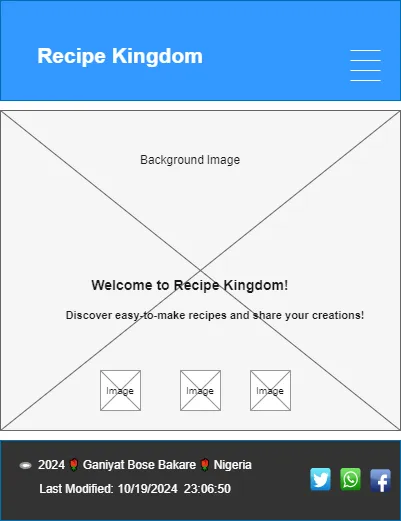 Recipe Kingdom
Background Image
Welcome to Recipe Kingdom!
Discover easy-to-make recipes and share your creations!
Image Image Image
2024 🌹 Ganiyat Bose Bakare 🌹 Nigeria
Last Modified: 10/19/2024 23:06:50